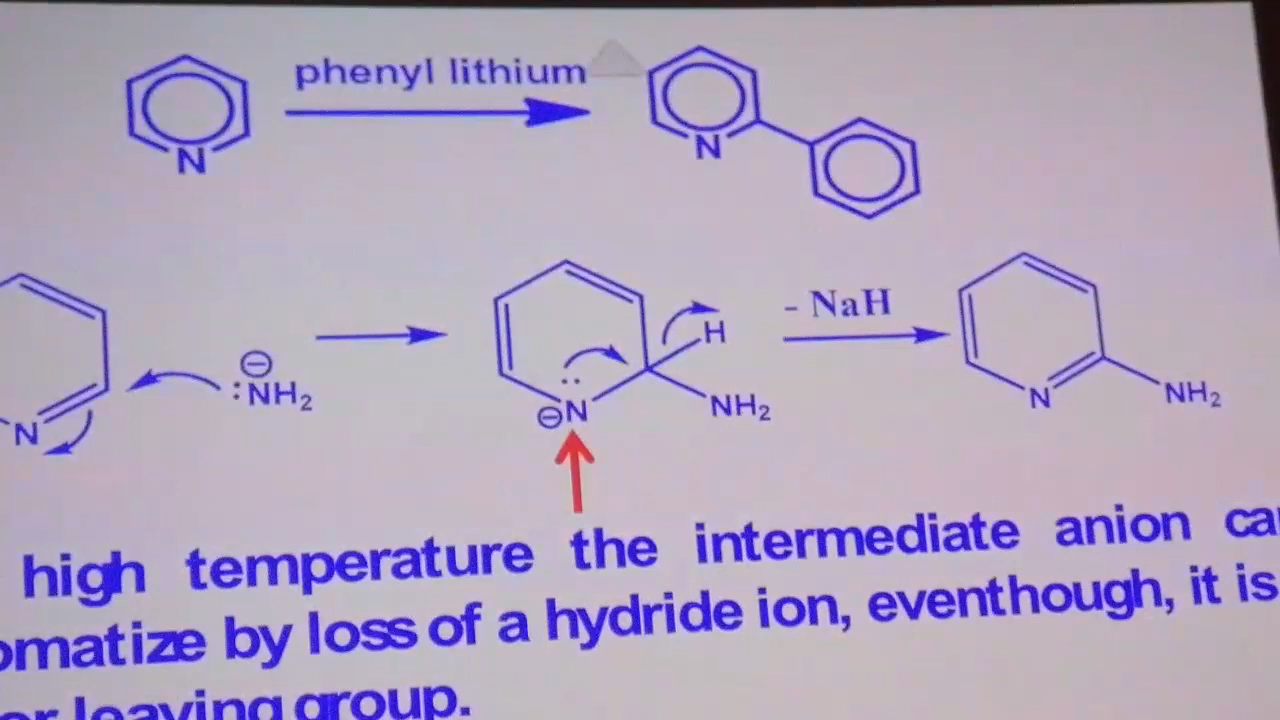 phenyl lithium
N
N
- NaH
H
⊖
:NH₂
N
⊖N̈
NH₂
N
NH₂
high temperature the intermediate anion
by loss of a hydride ion, eventhough, it is
leaving group.